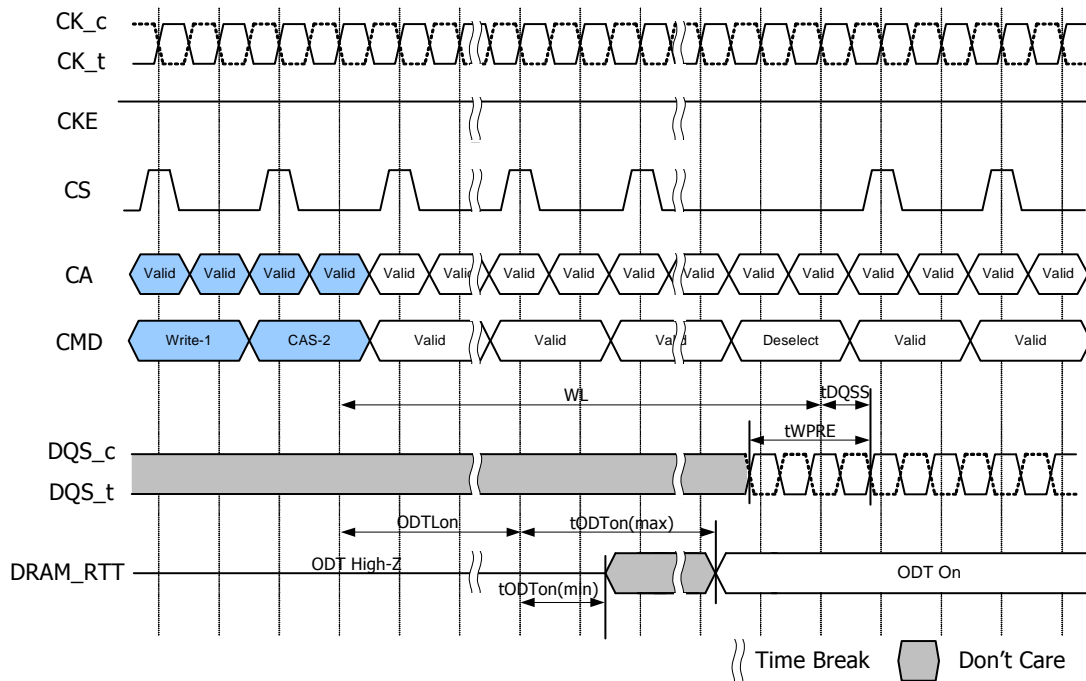 CK_c
CK_t
CKE
CS
CA Valid Valid Valid Valid Valid Valid Valid Valid Valid Valid Valid Valid Valid Valid Valid Valid
CMD Write-1 CAS-2 Valid Valid Valid Deselect Valid Valid
WL tDQSS
tWPRE
DQS_c
DQS_t
ODTLon tODTon(max)
DRAM_RTT ODT High-Z ODT On
tODTon(min)
Time Break Don't Care